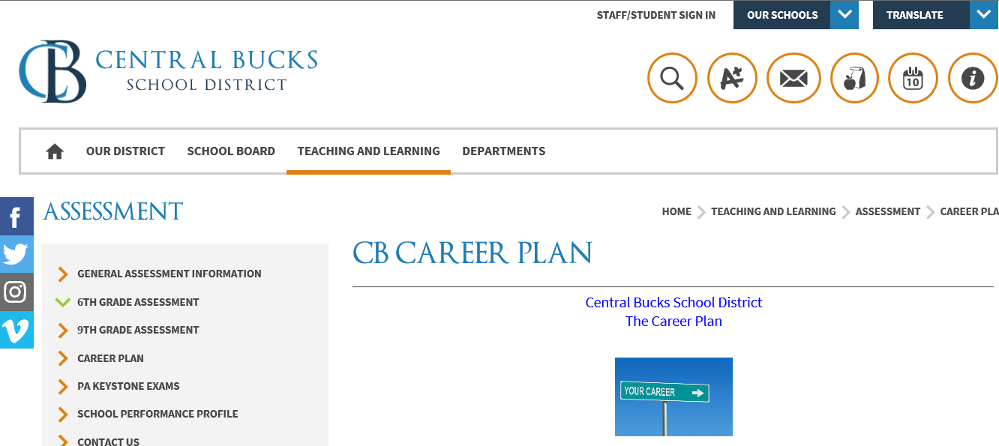 STAFF/STUDENT SIGN IN
OUR SCHOOLS
TRANSLATE
CB
CENTRAL BUCKS
SCHOOL DISTRICT
A+
10
i
OUR DISTRICT
SCHOOL BOARD
TEACHING AND LEARNING
DEPARTMENTS
f
ASSESSMENT
HOME
TEACHING AND LEARNING
ASSESSMENT
CAREER PLA
GENERAL ASSESSMENT INFORMATION
6TH GRADE ASSESSMENT
9TH GRADE ASSESSMENT
CAREER PLAN
PA KEYSTONE EXAMS
SCHOOL PERFORMANCE PROFILE
CONTACT US
CB CAREER PLAN
Central Bucks School District
The Career Plan
YOUR CAREER